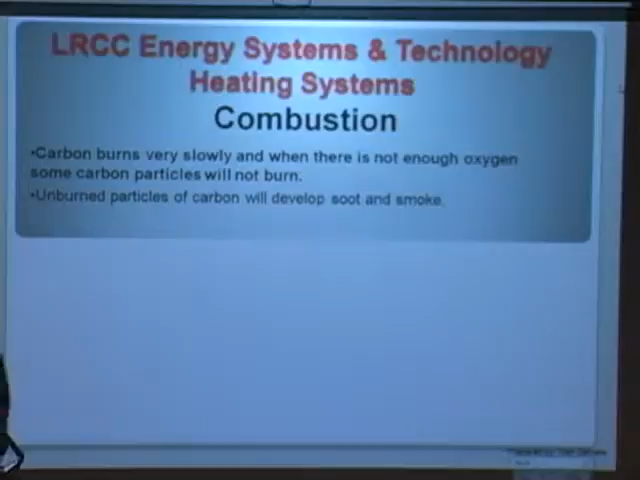 LRCC Energy Systems & Technology
Heating Systems
Combustion
•Carbon burns very slowly and when there is not enough oxygen
some carbon particles will not burn.
•Unburned particles of carbon will develop soot and smoke.